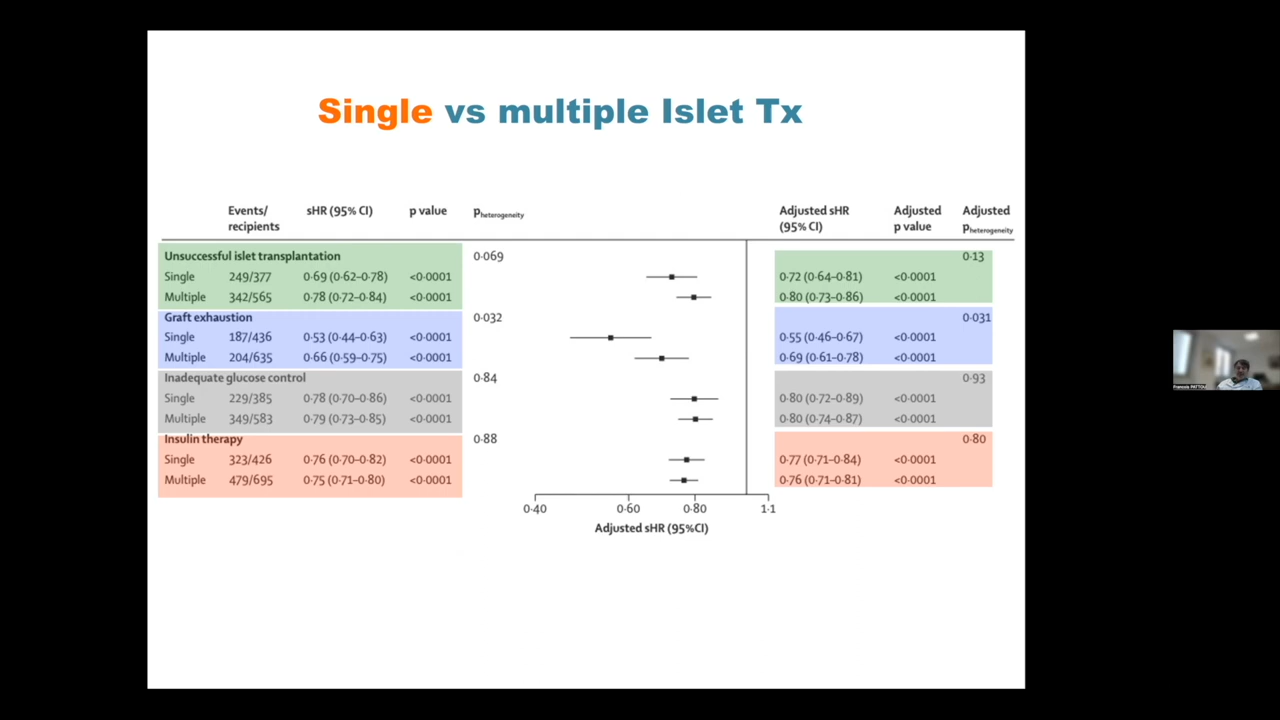 Single vs multiple Islet Tx
Events/ recipients sHR (95% CI) p value pheterogeneity Adjusted sHR (95% CI) Adjusted p value Adjusted pheterogeneity
Unsuccessful islet transplantation 0·069 0·13
Single 249/377 0·69 (0·62–0·78) <0·0001 0·72 (0·64–0·81) <0·0001
Multiple 342/565 0·78 (0·72–0·84) <0·0001 0·80 (0·73–0·86) <0·0001
Graft exhaustion 0·032 0·031
Single 187/436 0·53 (0·44–0·63) <0·0001 0·55 (0·46–0·67) <0·0001
Multiple 204/635 0·66 (0·59–0·75) <0·0001 0·69 (0·61–0·78) <0·0001
Inadequate glucose control 0·84 0·93
Single 229/385 0·78 (0·70–0·86) <0·0001 0·80 (0·72–0·89) <0·0001
Multiple 349/583 0·79 (0·73–0·85) <0·0001 0·80 (0·74–0·87) <0·0001
Insulin therapy 0·88 0·80
Single 323/426 0·76 (0·70–0·82) <0·0001 0·77 (0·71–0·84) <0·0001
Multiple 479/695 0·75 (0·71–0·80) <0·0001 0·76 (0·71–0·81) <0·0001
0·40 0·60 0·80 1·1
Adjusted sHR (95%CI)
Francois PATTOU